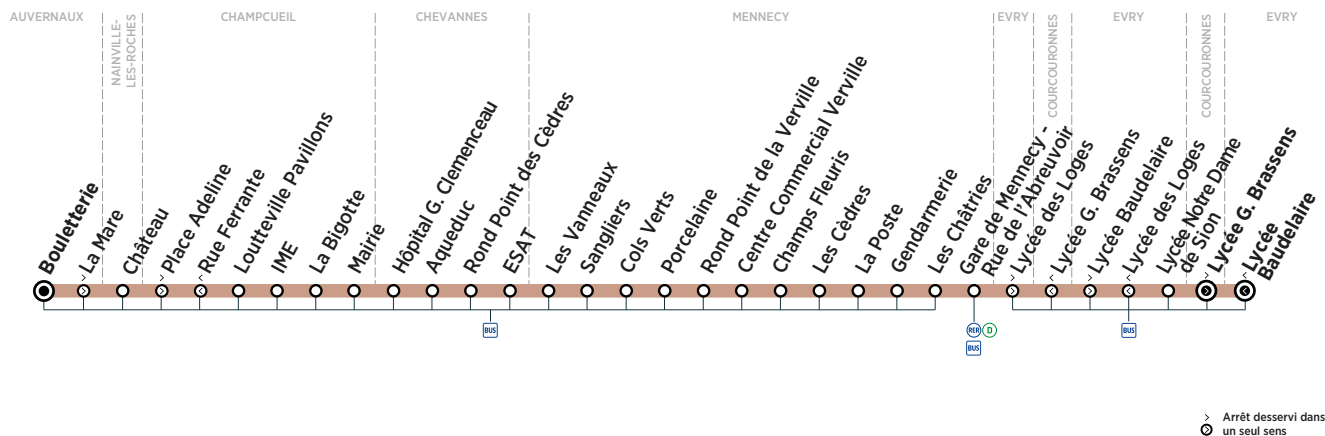 AUVERNAUX
NAINVILLE-
LES-ROCHES
CHAMPCUEIL
CHEVANNES
MENNECY
EVRY
COURCOURONNES
EVRY
COURCOURONNES
EVRY
Bouletterie
La Mare
Château
Place Adeline
Rue Ferrante
Loutteville Pavillons
IME
La Bigotte
Mairie
Hôpital G. Clemenceau
Aqueduc
Rond Point des Cèdres
ESAT
Les Vanneaux
Sangliers
Cols Verts
Porcelaine
Rond Point de la Verville
Centre Commercial Verville
Champs Fleuris
Les Cèdres
La Poste
Gendarmerie
Les Châtries
Gare de Mennecy -
Rue de l'Abreuvoir
Lycée des Loges
Lycée G. Brassens
Lycée Baudelaire
Lycée des Loges
Lycée Notre Dame
de Sion
Lycée G. Brassens
Lycée
Baudelaire
BUS
RER D
BUS
BUS
Arrêt desservi dans
un seul sens